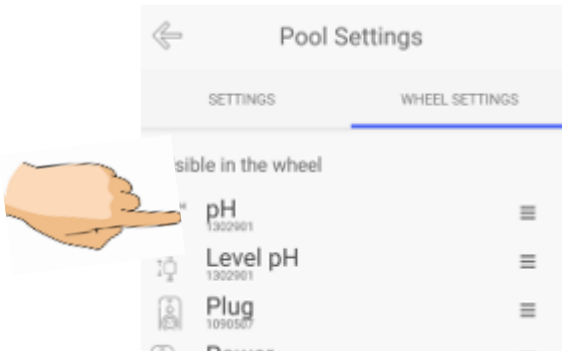 Pool Settings
SETTINGS WHEEL SETTINGS
sible in the wheel
pH
1302901
Level pH
1302901
Plug
1090507